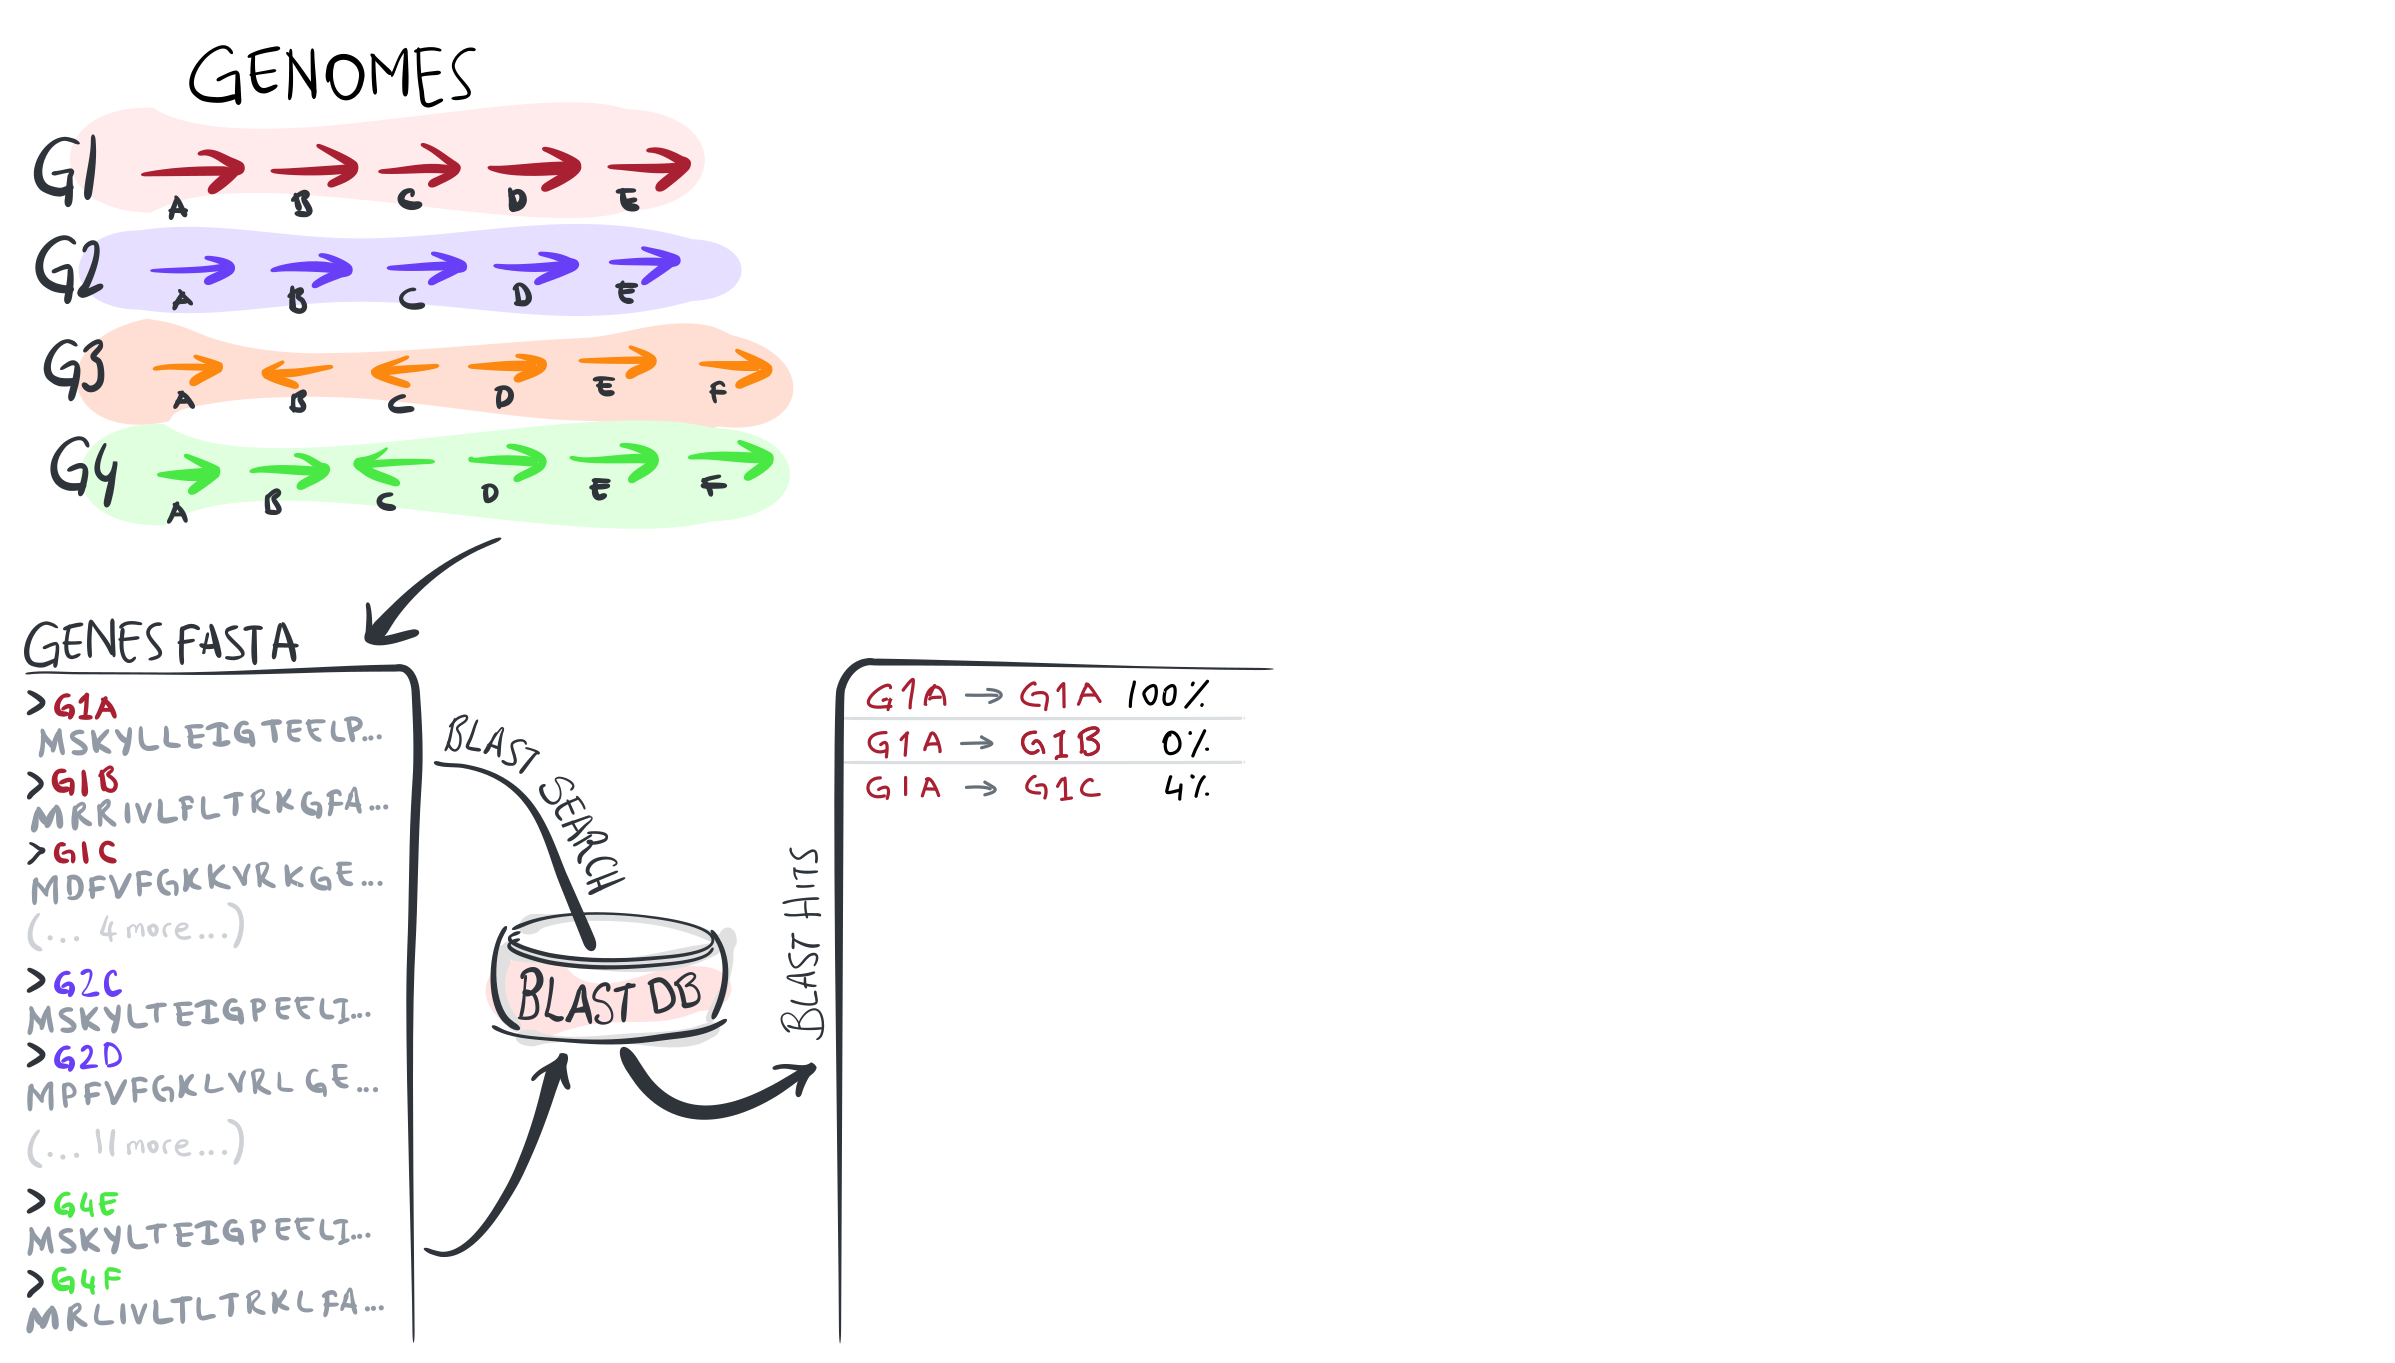 GENOMES
G1
A B C D E
G2
A B C D E
G3
A B C D E F
G4
A B C D E F
GENES FASTA
>G1A
MSKYLLEIGTEELP...
>G1B
MRRIVLFLTRKGFA...
>G1C
MDFVFGKKVRKGE...
(... 4 more...)
>G2C
MSKYLTEIGPEELI...
>G2D
MPFVFGKLVRLGE...
(... 11 more...)
>G4E
MSKYLTEIGPEELI...
>G4F
MRLIVLTLTRKLFA...
BLAST SEARCH
BLAST DB
BLAST HITS
G1A → G1A 100%
G1A → G1B 0%
G1A → G1C 4%